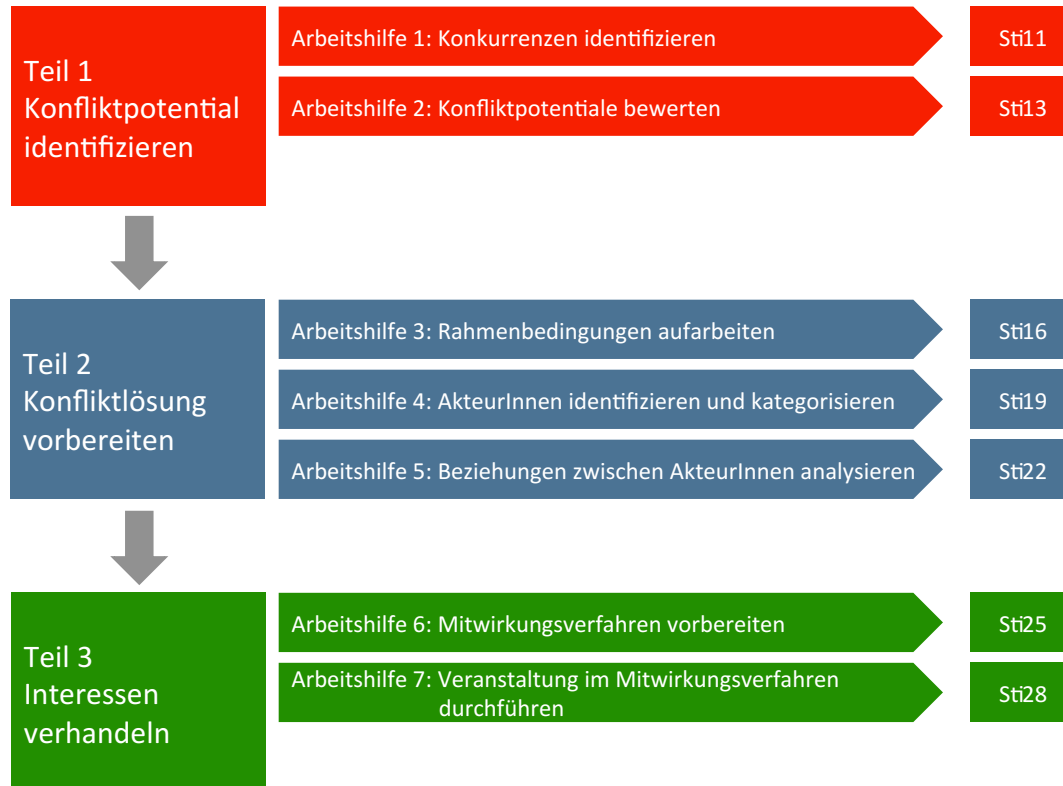 Teil 1
Konfliktpotential
identifizieren
Arbeitshilfe 1: Konkurrenzen identifizieren
Sti11
Arbeitshilfe 2: Konfliktpotentiale bewerten
Sti13
Teil 2
Konfliktlösung
vorbereiten
Arbeitshilfe 3: Rahmenbedingungen aufarbeiten
Sti16
Arbeitshilfe 4: AkteurInnen identifizieren und kategorisieren
Sti19
Arbeitshilfe 5: Beziehungen zwischen AkteurInnen analysieren
Sti22
Teil 3
Interessen
verhandeln
Arbeitshilfe 6: Mitwirkungsverfahren vorbereiten
Sti25
Arbeitshilfe 7: Veranstaltung im Mitwirkungsverfahren
durchführen
Sti28